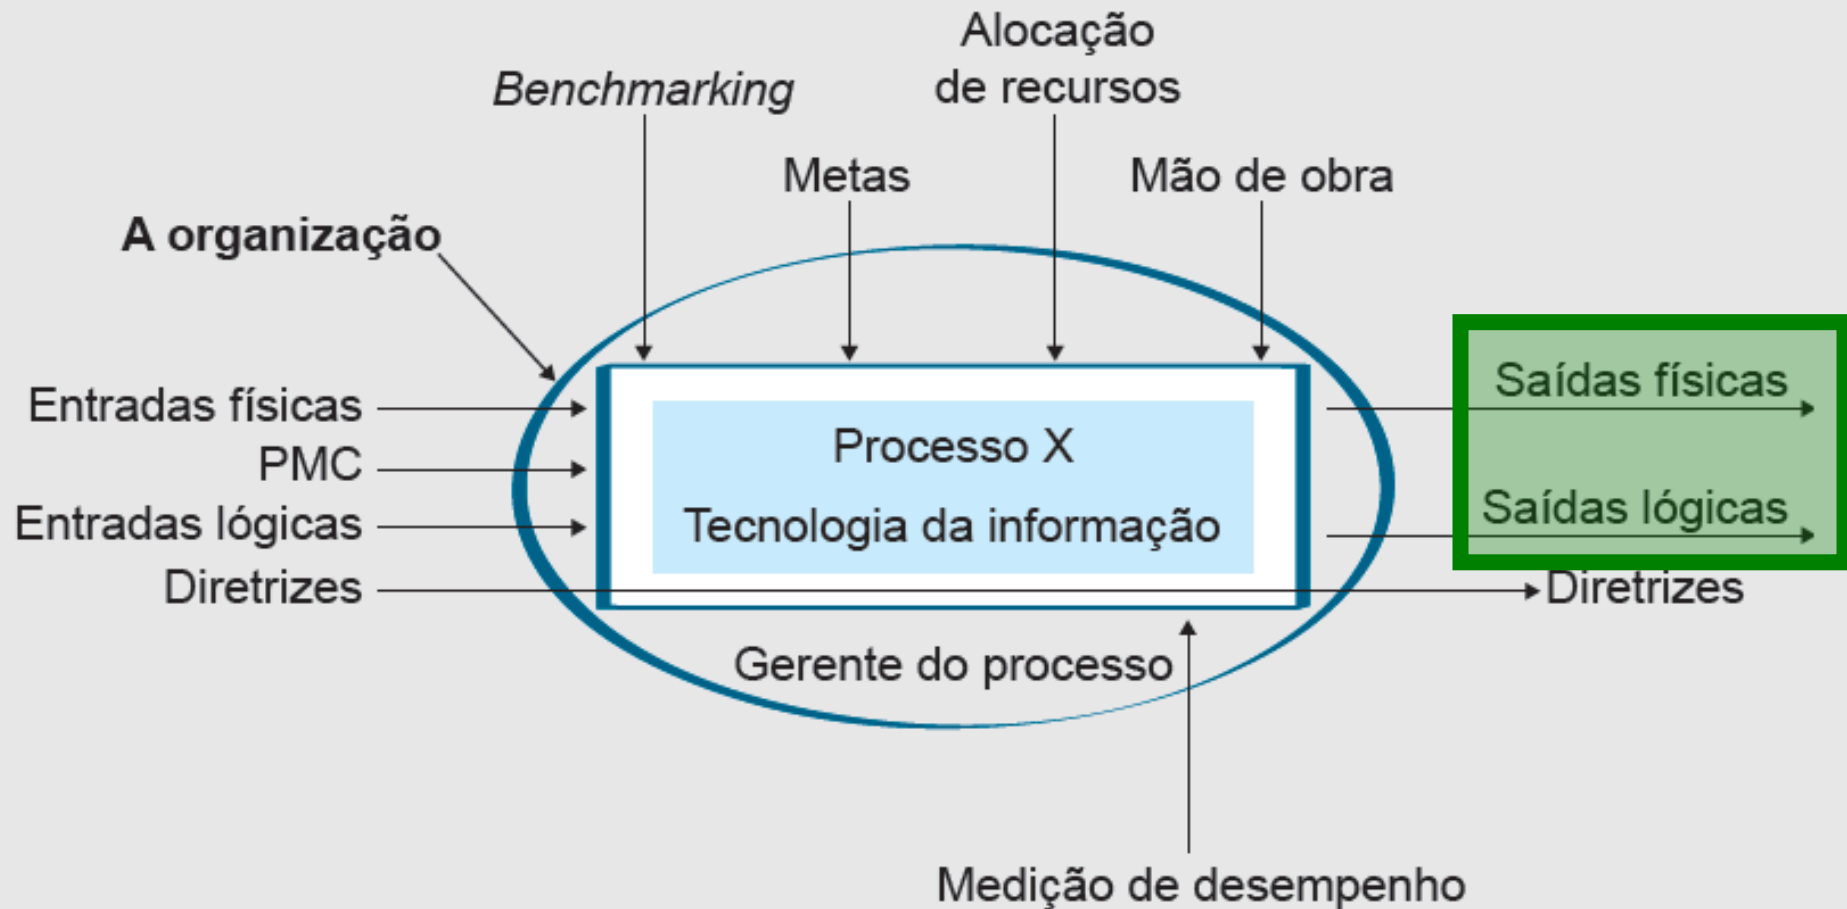 Alocação
de recursos
Benchmarking
Metas
Mão de obra
A organização
Entradas físicas
PMC
Entradas lógicas
Diretrizes
Processo X
Tecnologia da informação
Saídas físicas
Saídas lógicas
Diretrizes
Gerente do processo
Medição de desempenho